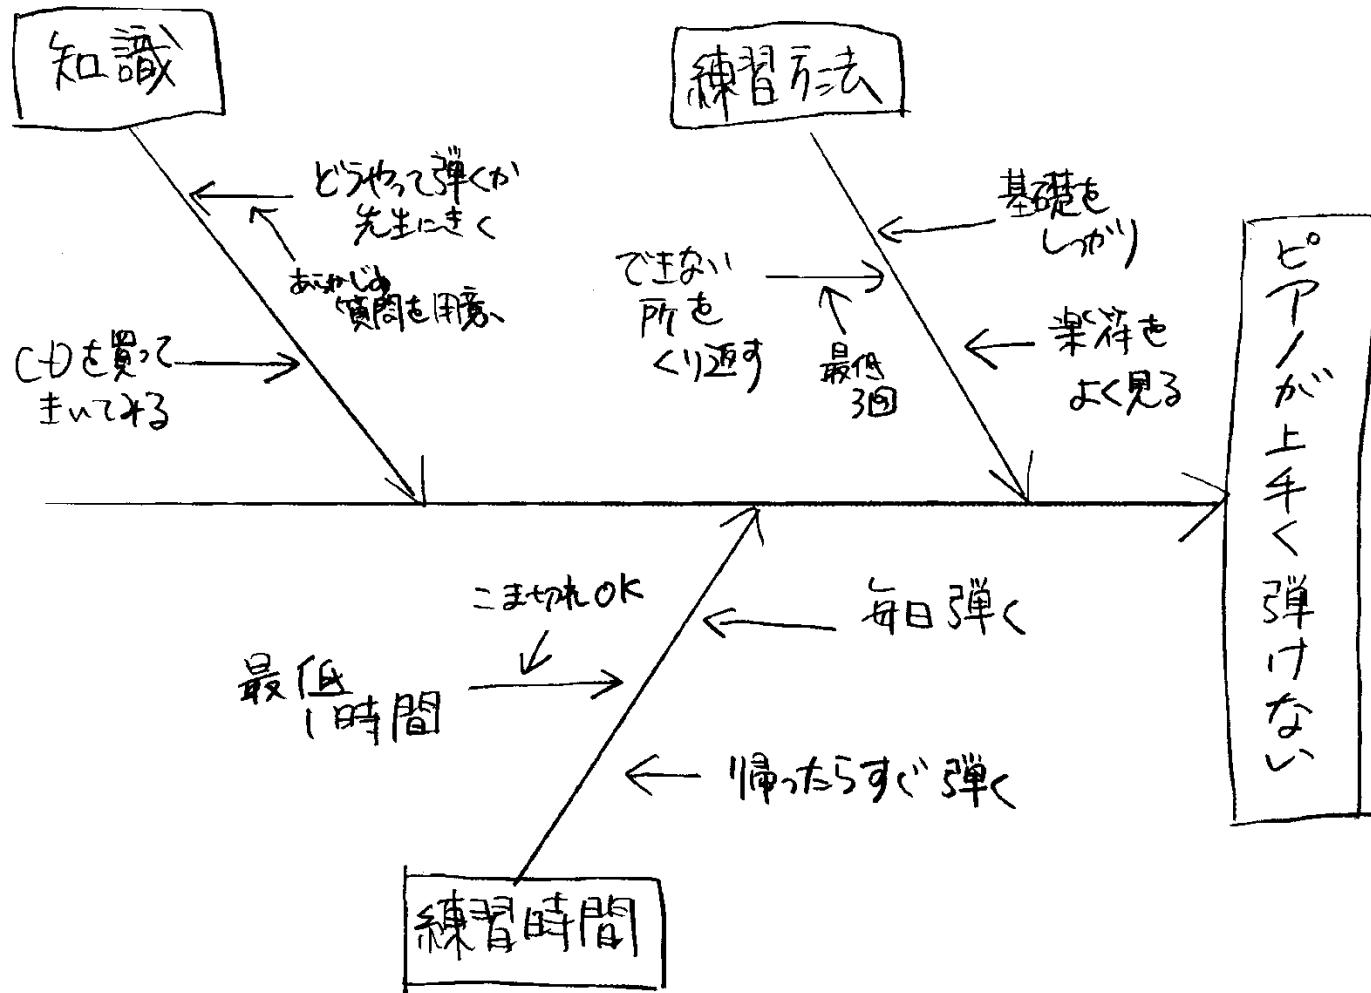 知識
練習方法
どうやって弾くか
先生にきく
あらかじめ
質問を用意
CDを買って
きいてみる
基礎を
しっかり
できない
所を
くり返す
最低
3回
楽符を
よく見る
ピアノが上手く弾けない
こま切れOK
最低
1時間
毎日弾く
帰ったらすぐ弾く
練習時間